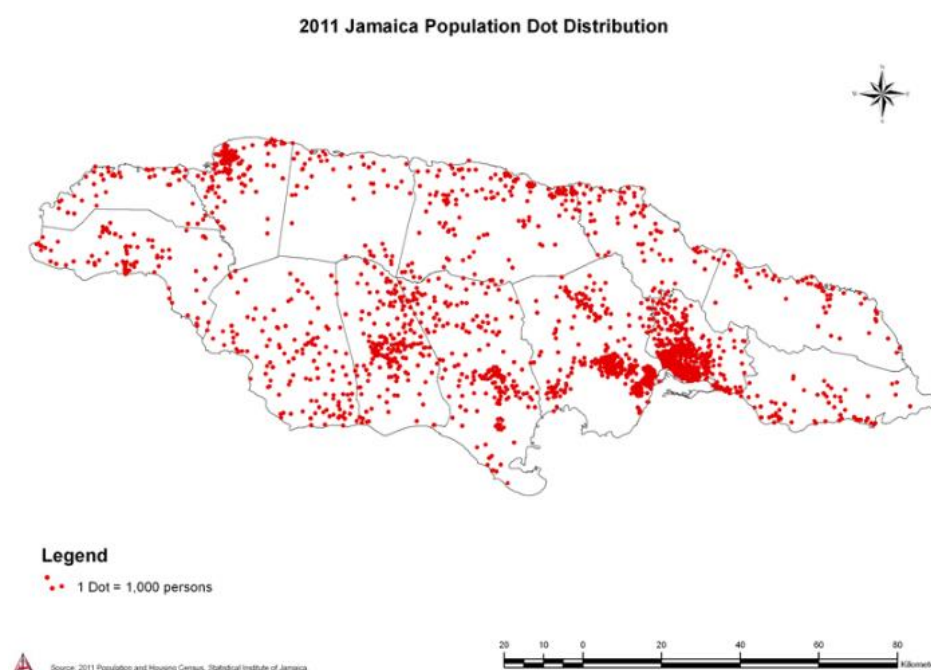 2011 Jamaica Population Dot Distribution
N
Legend
1 Dot = 1,000 persons
Source: 2011 Population and Housing Census, Statistical Institute of Jamaica
20 10 0 20 40 60 80
Kilomet